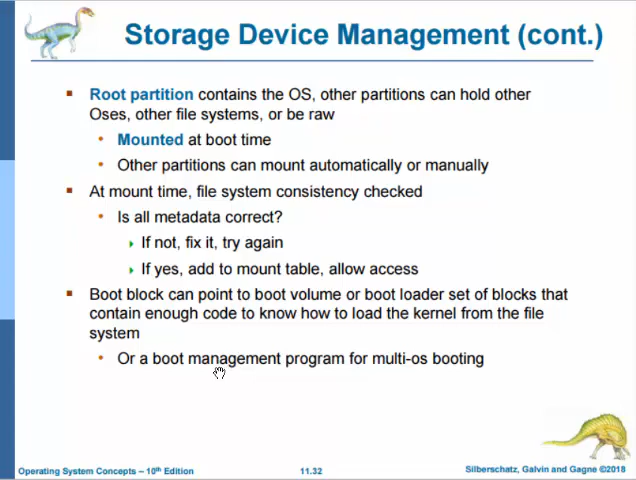 Storage Device Management (cont.)
Root partition contains the OS, other partitions can hold other
Oses, other file systems, or be raw
Mounted at boot time
Other partitions can mount automatically or manually
At mount time, file system consistency checked
Is all metadata correct?
If not, fix it, try again
If yes, add to mount table, allow access
Boot block can point to boot volume or boot loader set of blocks that
contain enough code to know how to load the kernel from the file
system
Or a boot management program for multi-os booting
Operating System Concepts – 10th Edition
11.32
Silberschatz, Galvin and Gagne ©2018